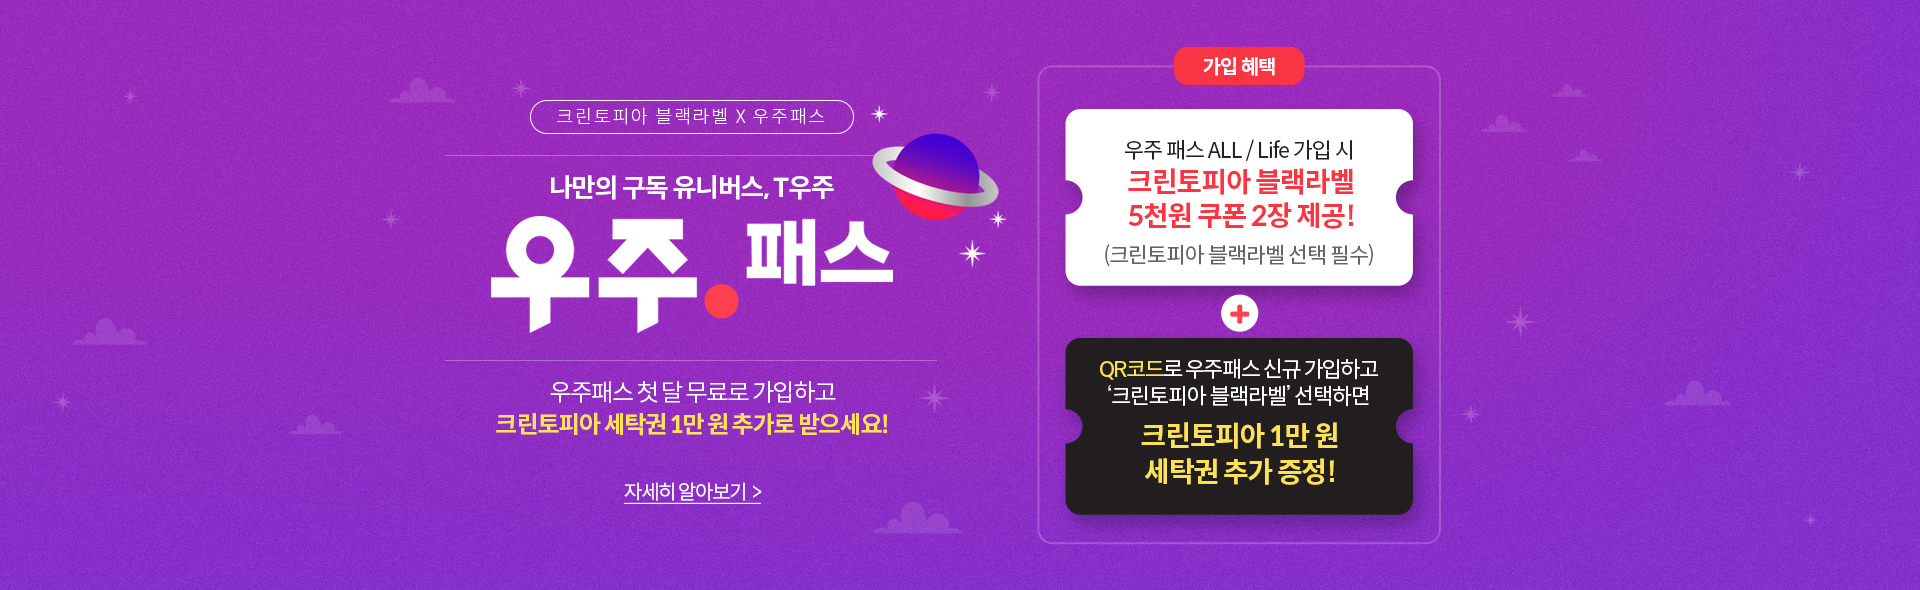 크린토피아 블랙라벨 X 우주패스
나만의 구독 유니버스, T우주
우주.패스
우주패스 첫 달 무료로 가입하고
크린토피아 세탁권 1만 원 추가로 받으세요!
자세히 알아보기 >
가입 혜택
우주 패스 ALL / Life 가입 시
크린토피아 블랙라벨
5천원 쿠폰 2장 제공!
(크린토피아 블랙라벨 선택 필수)
QR코드로 우주패스 신규 가입하고
‘크린토피아 블랙라벨’ 선택하면
크린토피아 1만 원
세탁권 추가 증정!